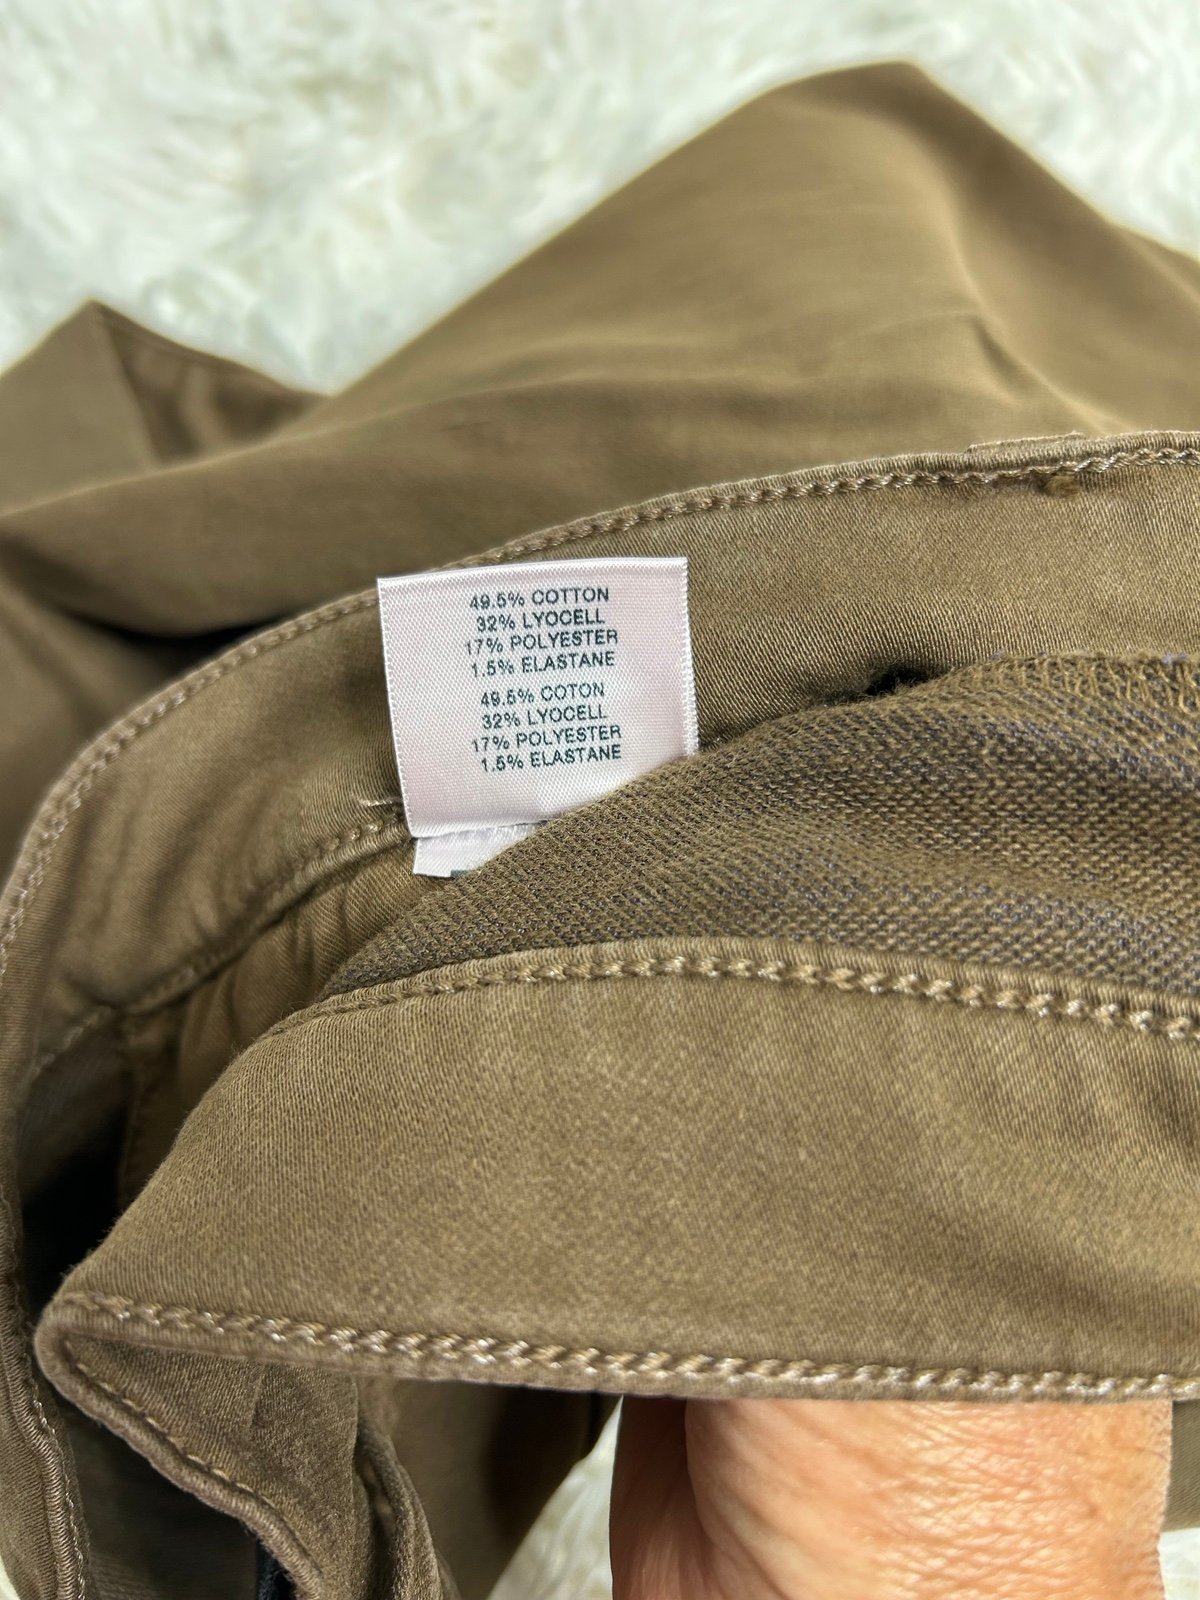 49.5% COTTON
32% LYOCELL
17% POLYESTER
1.5% ELASTANE
49.5% COTON
32% LYOCELL
17% POLYESTER
1.5% ELASTANE